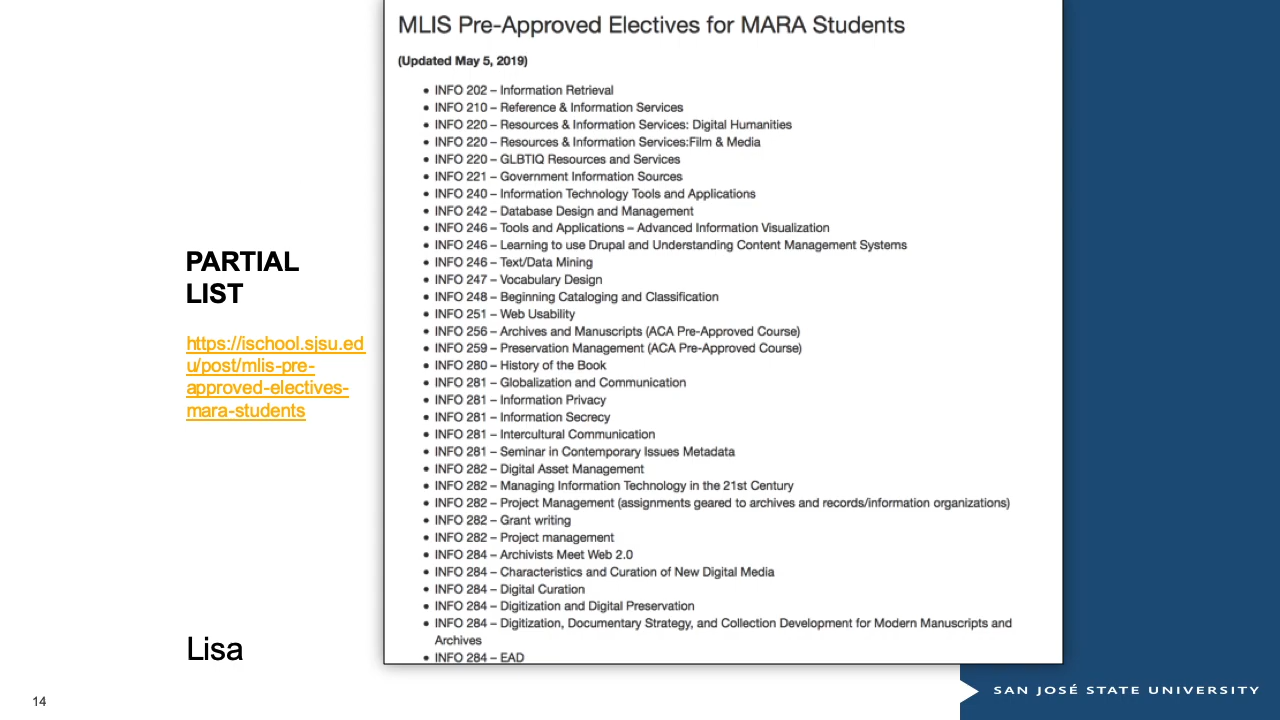 MLIS Pre-Approved Electives for MARA Students
(Updated May 5, 2019)
• INFO 202 – Information Retrieval
• INFO 210 – Reference & Information Services
• INFO 220 – Resources & Information Services: Digital Humanities
• INFO 220 – Resources & Information Services:Film & Media
• INFO 220 – GLBTIQ Resources and Services
• INFO 221 – Government Information Sources
• INFO 240 – Information Technology Tools and Applications
• INFO 242 – Database Design and Management
• INFO 246 – Tools and Applications – Advanced Information Visualization
• INFO 246 – Learning to use Drupal and Understanding Content Management Systems
• INFO 246 – Text/Data Mining
• INFO 247 – Vocabulary Design
• INFO 248 – Beginning Cataloging and Classification
• INFO 251 – Web Usability
• INFO 256 – Archives and Manuscripts (ACA Pre-Approved Course)
• INFO 259 – Preservation Management (ACA Pre-Approved Course)
• INFO 280 – History of the Book
• INFO 281 – Globalization and Communication
• INFO 281 – Information Privacy
• INFO 281 – Information Secrecy
• INFO 281 – Intercultural Communication
• INFO 281 – Seminar in Contemporary Issues Metadata
• INFO 282 – Digital Asset Management
• INFO 282 – Managing Information Technology in the 21st Century
• INFO 282 – Project Management (assignments geared to archives and records/information organizations)
• INFO 282 – Grant writing
• INFO 282 – Project management
• INFO 284 – Archivists Meet Web 2.0
• INFO 284 – Characteristics and Curation of New Digital Media
• INFO 284 – Digital Curation
• INFO 284 – Digitization and Digital Preservation
• INFO 284 – Digitization, Documentary Strategy, and Collection Development for Modern Manuscripts and
Archives
• INFO 284 – EAD
PARTIAL
LIST
https://ischool.sjsu.ed
u/post/mlis-pre-
approved-electives-
mara-students
Lisa
14
SAN JOSÉ STATE UNIVERSITY